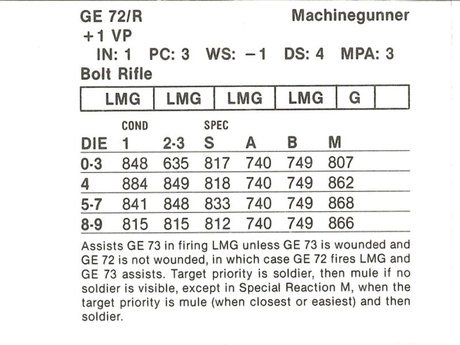 GE 72/R Machinegunner
+1 VP
IN: 1 PC: 3 WS: −1 DS: 4 MPA: 3
Bolt Rifle
LMG LMG LMG LMG G
COND SPEC
DIE 1 2-3 S A B M
0-3 848 635 817 740 749 807
4 884 849 818 740 749 862
5-7 841 848 833 740 749 868
8-9 815 815 812 740 749 866
Assists GE 73 in firing LMG unless GE 73 is wounded and
GE 72 is not wounded, in which case GE 72 fires LMG and
GE 73 assists. Target priority is soldier, then mule if no
soldier is visible, except in Special Reaction M, when the
target priority is mule (when closest or easiest) and then
soldier.